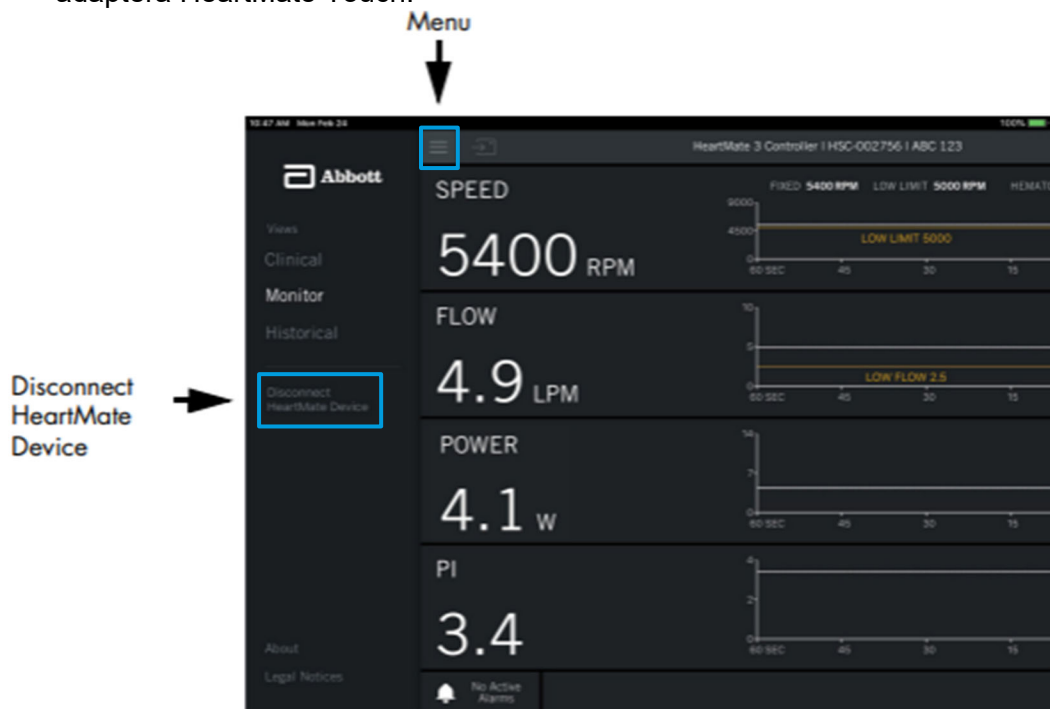 adaptera HeartMate Touch.
Menu
10:47 AM Mon Feb 24
100%
HeartMate 3 Controller | HSC-002756 | ABC 123
Abbott
Views
Clinical
Monitor
Historical
Disconnect
HeartMate Device
About
Legal Notices
Disconnect
HeartMate
Device
SPEED
5400 RPM
FIXED 5400 RPM LOW LIMIT 5000 RPM HEMATO
9000
4500
0
LOW LIMIT 5000
60 SEC 45 30 15
FLOW
4.9 LPM
10
5
0
LOW FLOW 2.5
60 SEC 45 30 15
POWER
4.1 W
14
7
0
60 SEC 45 30 15
PI
3.4
4
2
0
60 SEC 45 30 15
No Active
Alarms